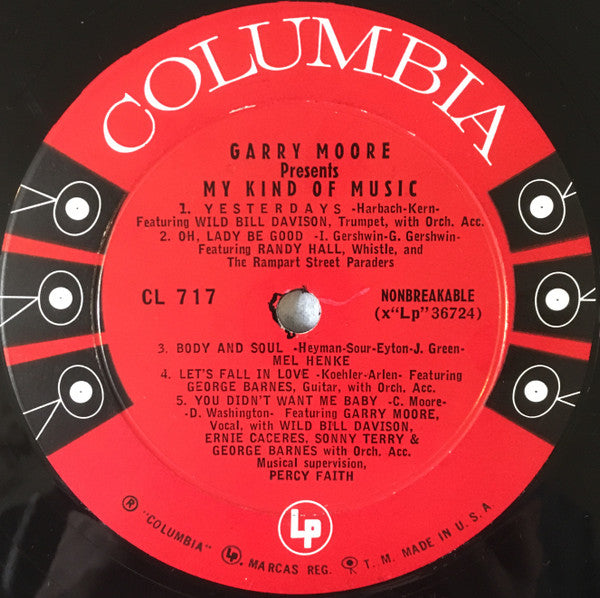 COLUMBIA
GARRY MOORE
Presents
MY KIND OF MUSIC
1. YESTERDAYS -Harbach-Kern-
Featuring WILD BILL DAVISON, Trumpet, with Orch. Acc.
2. OH, LADY BE GOOD -I. Gershwin-G. Gershwin-
Featuring RANDY HALL, Whistle, and
The Rampart Street Paraders
CL 717
NONBREAKABLE
(x"Lp" 36724)
3. BODY AND SOUL -Heyman-Sour-Eyton-J. Green-
MEL HENKE
4. LET'S FALL IN LOVE -Koehler-Arlen- Featuring
GEORGE BARNES, Guitar, with Orch. Acc.
5. YOU DIDN'T WANT ME BABY -C. Moore-
-D. Washington- Featuring GARRY MOORE,
Vocal, with WILD BILL DAVISON,
ERNIE CACERES, SONNY TERRY &
GEORGE BARNES with Orch. Acc.
Musical supervision,
PERCY FAITH
Lp
® "COLUMBIA" Lp, MARCAS REG. T. M. MADE IN U.S.A